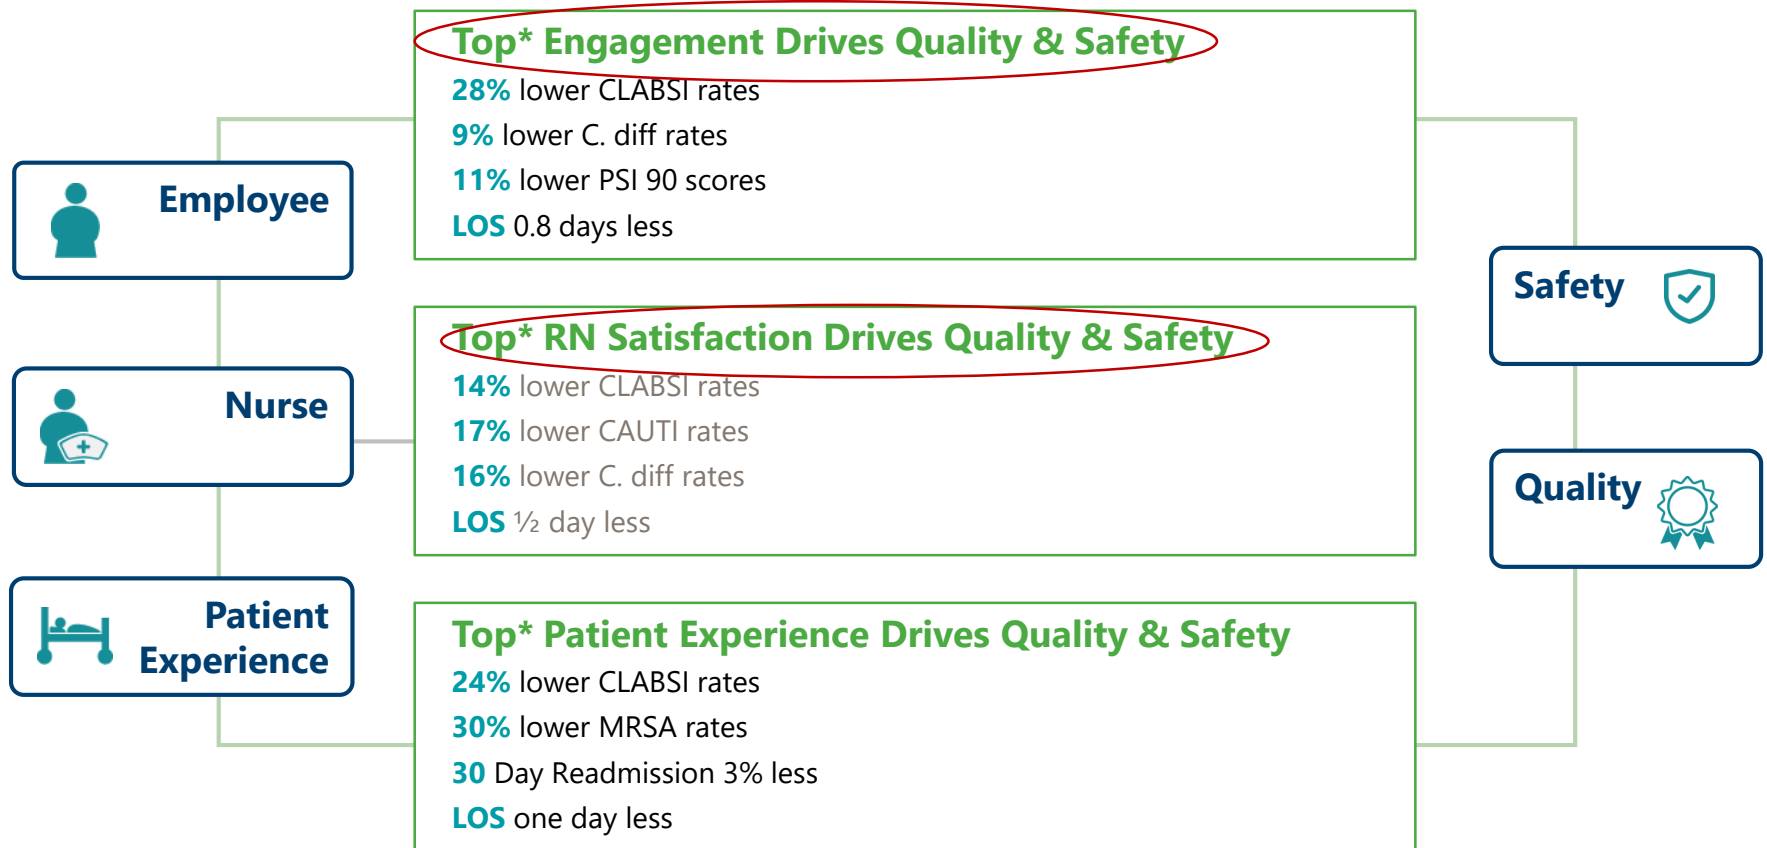 Top* Engagement Drives Quality & Safety
28% lower CLABSI rates
9% lower C. diff rates
11% lower PSI 90 scores
LOS 0.8 days less
Employee
Safety
Top* RN Satisfaction Drives Quality & Safety
14% lower CLABSI rates
17% lower CAUTI rates
16% lower C. diff rates
LOS ½ day less
Nurse
Quality
Patient
Experience
Top* Patient Experience Drives Quality & Safety
24% lower CLABSI rates
30% lower MRSA rates
30 Day Readmission 3% less
LOS one day less